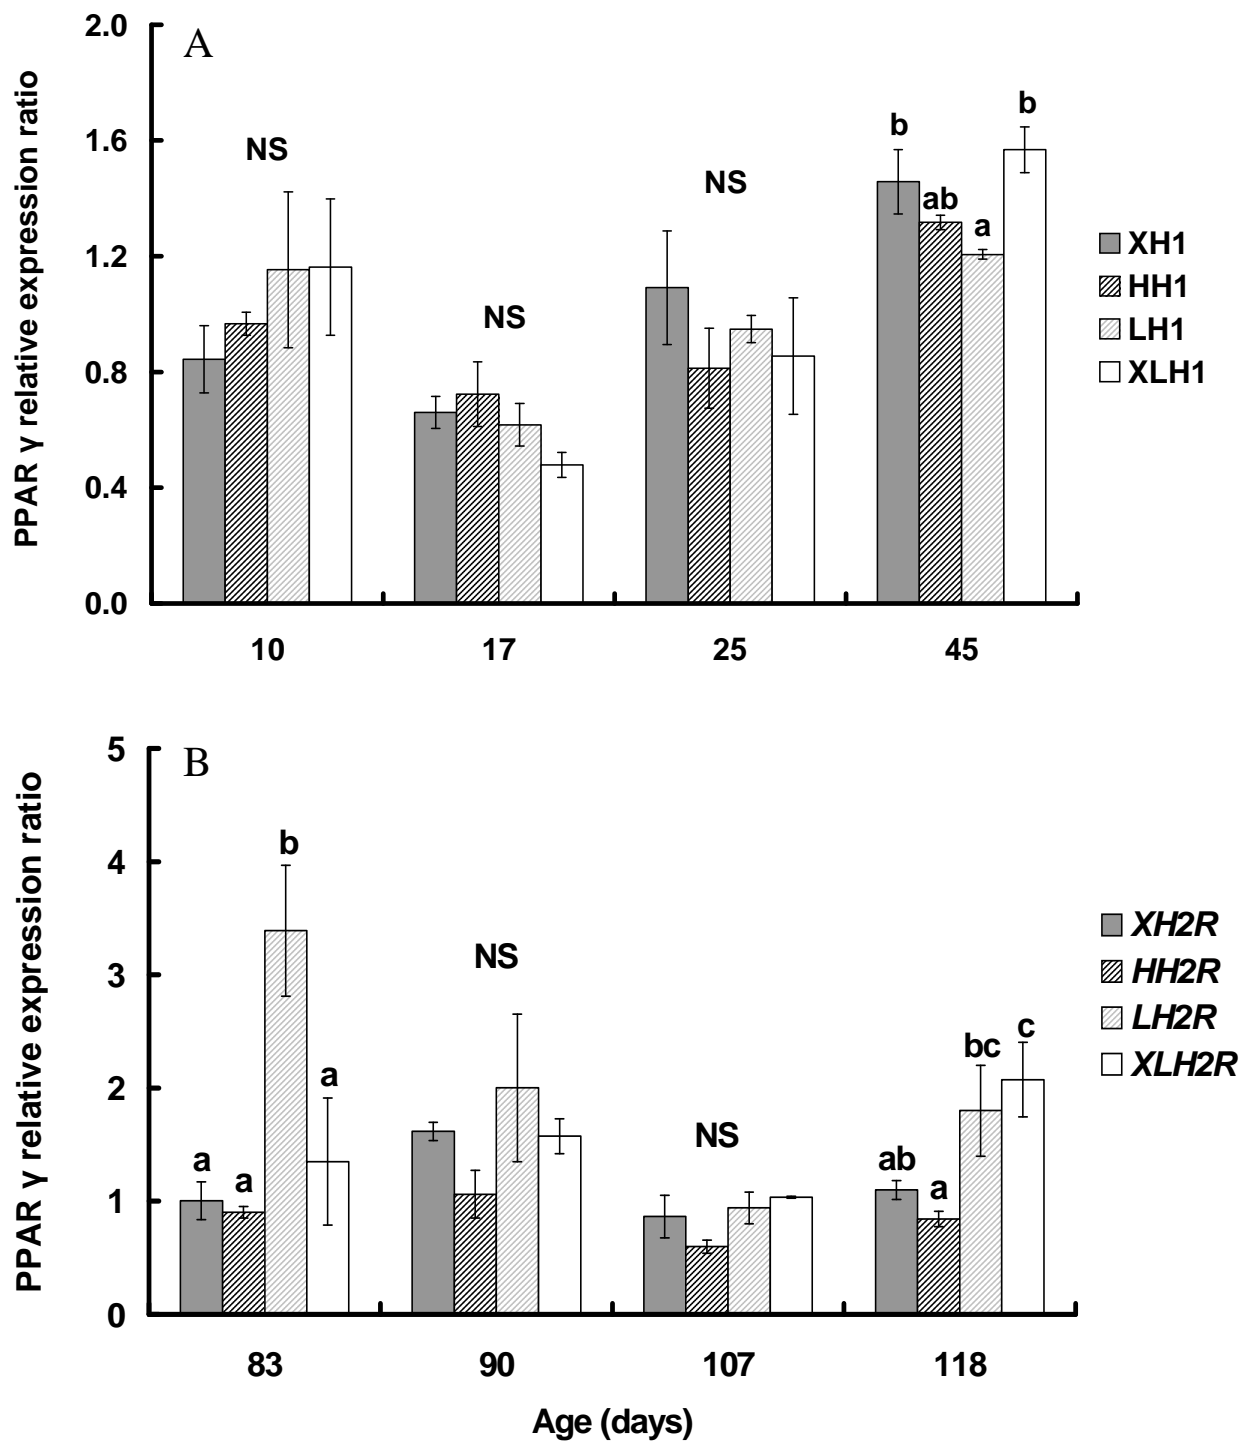 A
PPAR γ relative expression ratio
2.0
1.6
1.2
0.8
0.4
0.0
NS
NS
NS
b
ab
a
b
10 17 25 45
XH1
HH1
LH1
XLH1
B
PPAR γ relative expression ratio
5
4
3
2
1
0
a
a
b
a
NS
NS
ab
a
bc
c
83 90 107 118
Age (days)
XH2R
HH2R
LH2R
XLH2R